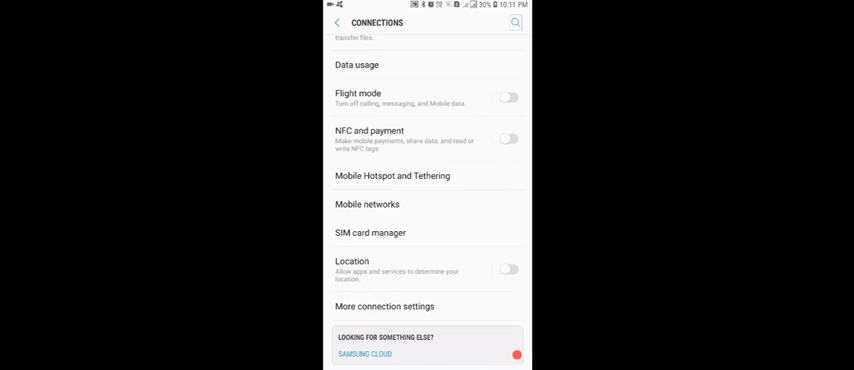 30% 10:11 PM
CONNECTIONS
transfer files.
Data usage
Flight mode
Turn off calling, messaging, and Mobile data.
NFC and payment
Make mobile payments, share data, and read or
write NFC tags.
Mobile Hotspot and Tethering
Mobile networks
SIM card manager
Location
Allow apps and services to determine your
location.
More connection settings
LOOKING FOR SOMETHING ELSE?
SAMSUNG CLOUD